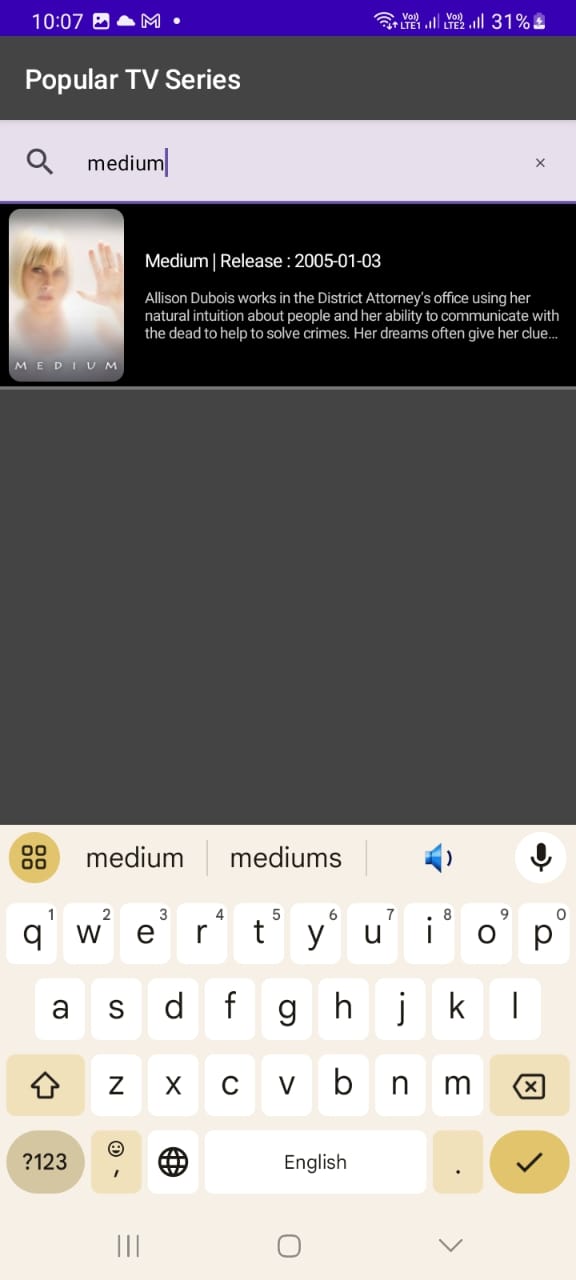 10:07 Vo)) LTE1 Vo)) LTE2 31%
Popular TV Series
medium ×
Medium | Release : 2005-01-03
Allison Dubois works in the District Attorney's office using her
natural intuition about people and her ability to communicate with
the dead to help to solve crimes. Her dreams often give her clue...
M E D I U M
medium mediums
q1 w2 e3 r4 t5 y6 u7 i8 o9 p0
a s d f g h j k l
z x c v b n m
?123 , English .